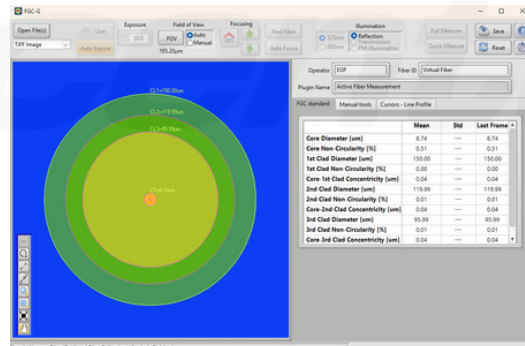 FGC-G
Open File(s)
TIFF Image
Live
Auto Expose
Exposure
30.0
Field of View
FOV
Auto
Manual
195.20µm
Focusing
Find Fiber
Auto Focus
Illumination
325nm
Reflection
Transmission
FM-Illumination
Full Measure
Quick Measure
Save
Reset
Operator EGP Fiber ID Virtual Fiber
Plugin Name Active Fiber Measurement
FGC standard Manual tools Cursors - Line Profile
Mean Std Last Frame
Core Diameter [um] 8.74 --- 8.74
Core Non-Circularity [%] 0.51 --- 0.51
1st Clad Diameter [um] 150.00 --- 150.00
1st Clad Non-Circularity [%] 0.00 --- 0.00
Core-1st Clad Concentricity [um] 0.04 --- 0.04
2nd Clad Diameter [um] 119.99 --- 119.99
2nd Clad Non-Circularity [%] 0.01 --- 0.01
Core-2nd Clad Concentricity [um] 0.04 --- 0.04
3rd Clad Diameter [um] 95.99 --- 95.99
3rd Clad Non-Circularity [%] 0.01 --- 0.01
Core-3rd Clad Concentricity [um] 0.04 --- 0.04
CL1=150.00um
CL2=119.99um
CL3=95.99um